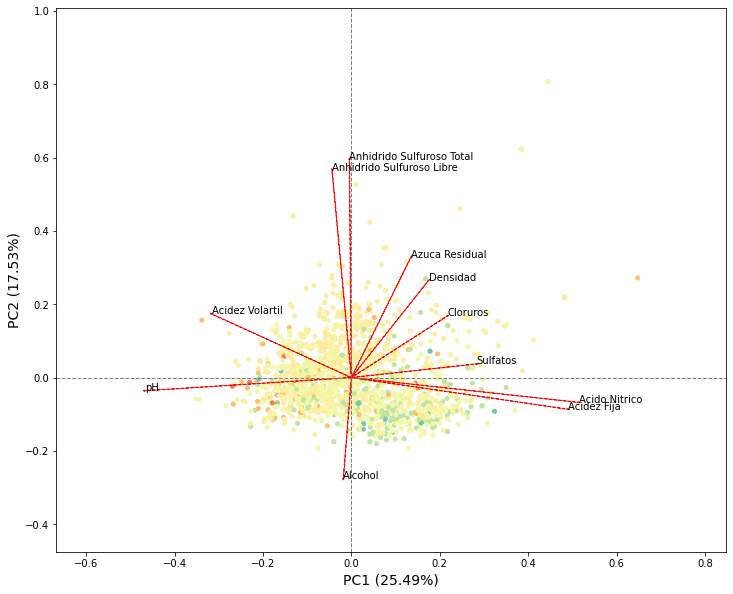 1.0
0.8
0.6
0.4
0.2
0.0
−0.2
−0.4
PC2 (17.53%)
Anhidrido Sulfuroso Total
Anhidrido Sulfuroso Libre
Azuca Residual
Densidad
Acidez Volartil
Cloruros
Sulfatos
pH
Acido Nitrico
Acidez Fija
Alcohol
−0.6
−0.4
−0.2
0.0
0.2
0.4
0.6
0.8
PC1 (25.49%)